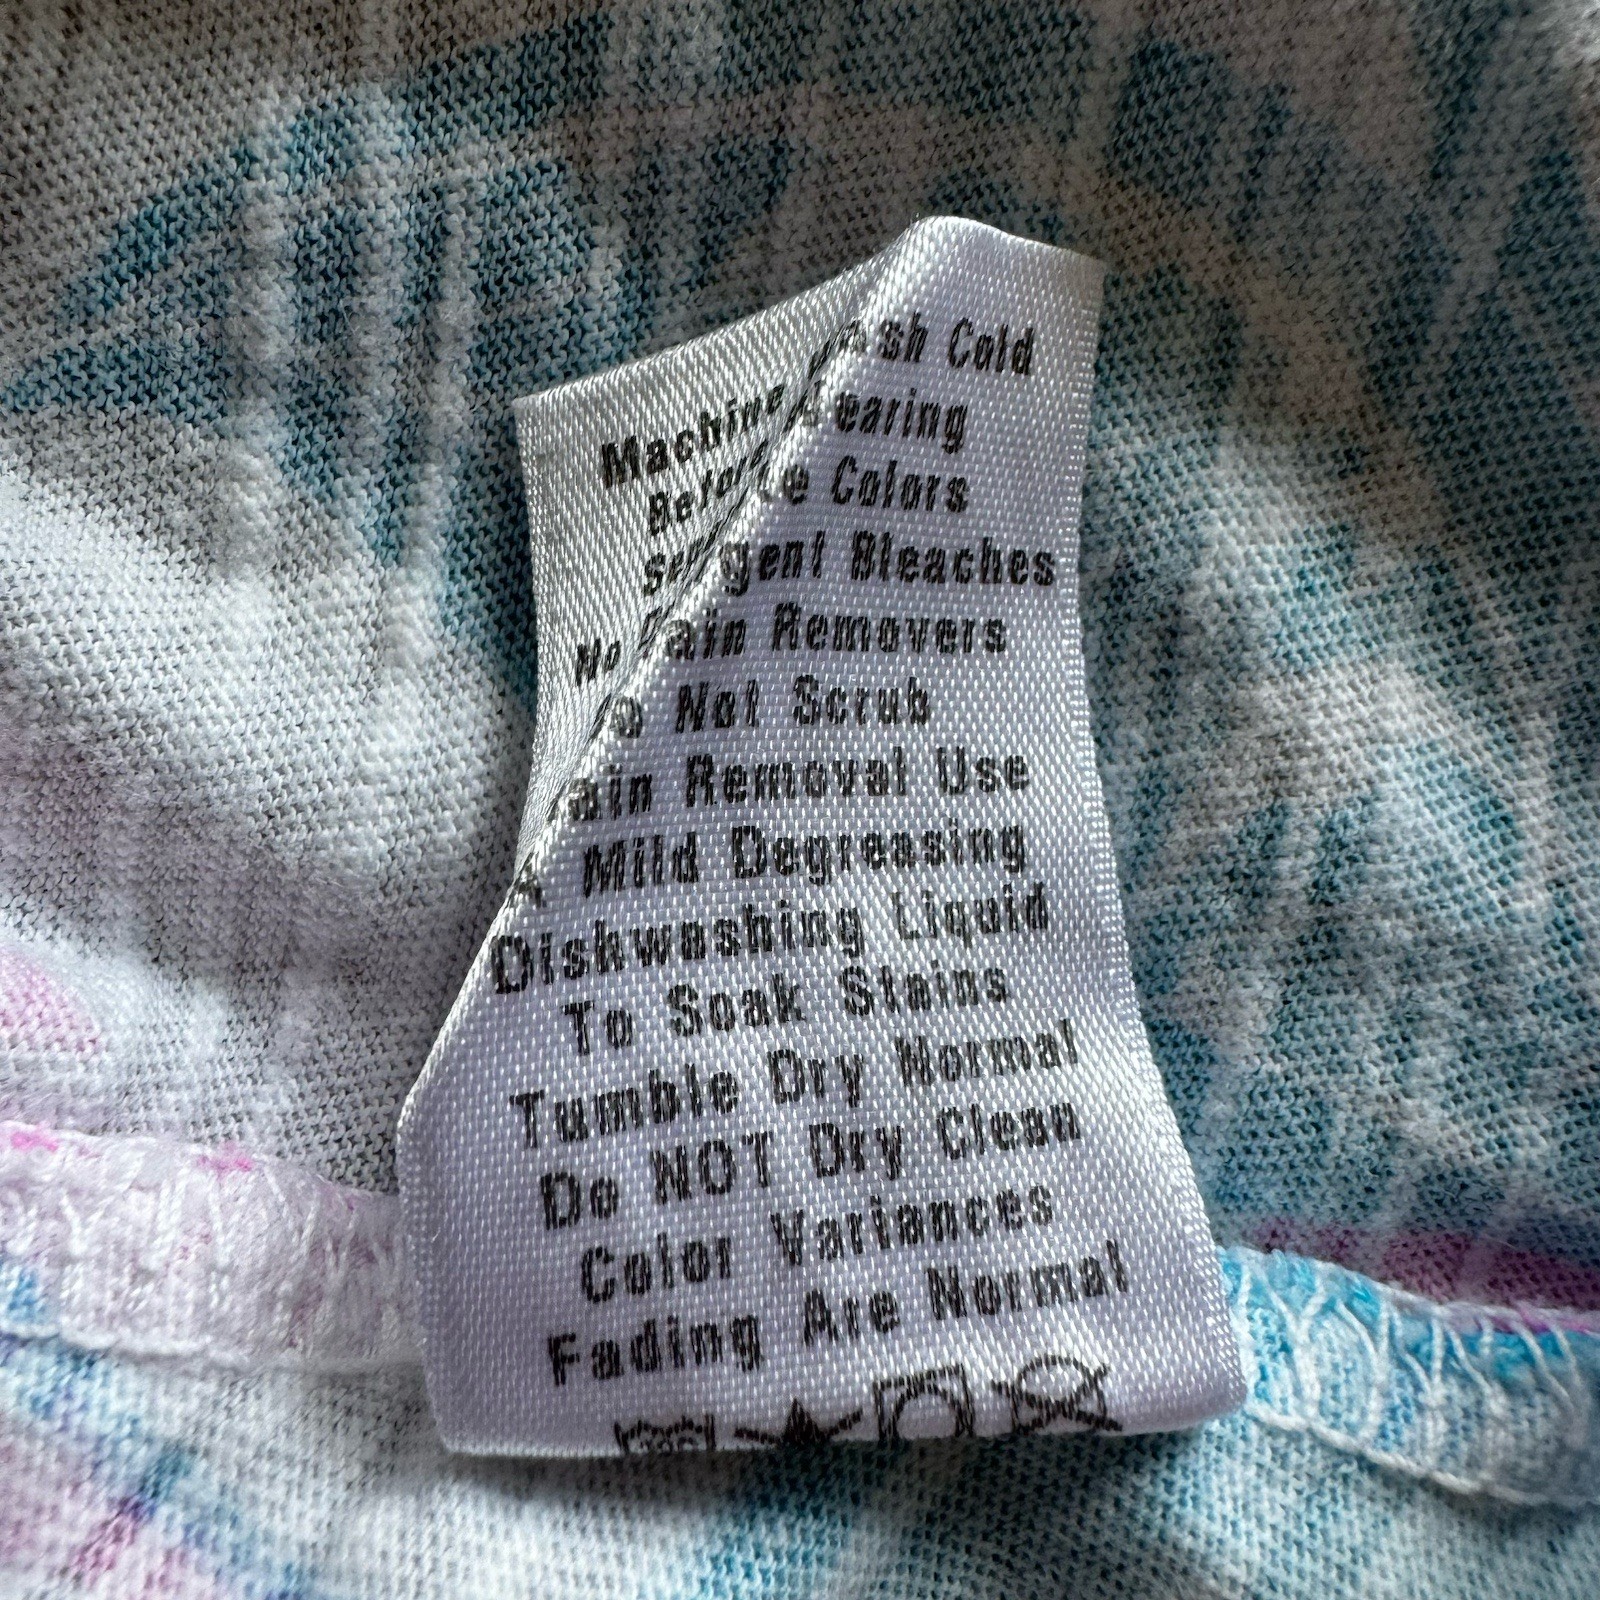 Machine Wash Cold
Before Wearing
Colors
Bleaches
No Removers
Not Scrub
Removal Use
A Mild Degreasing
Dishwashing Liquid
To Soak Stains
Tumble Dry Normal
Do NOT Dry Clean
Color Variances
Fading Are Normal